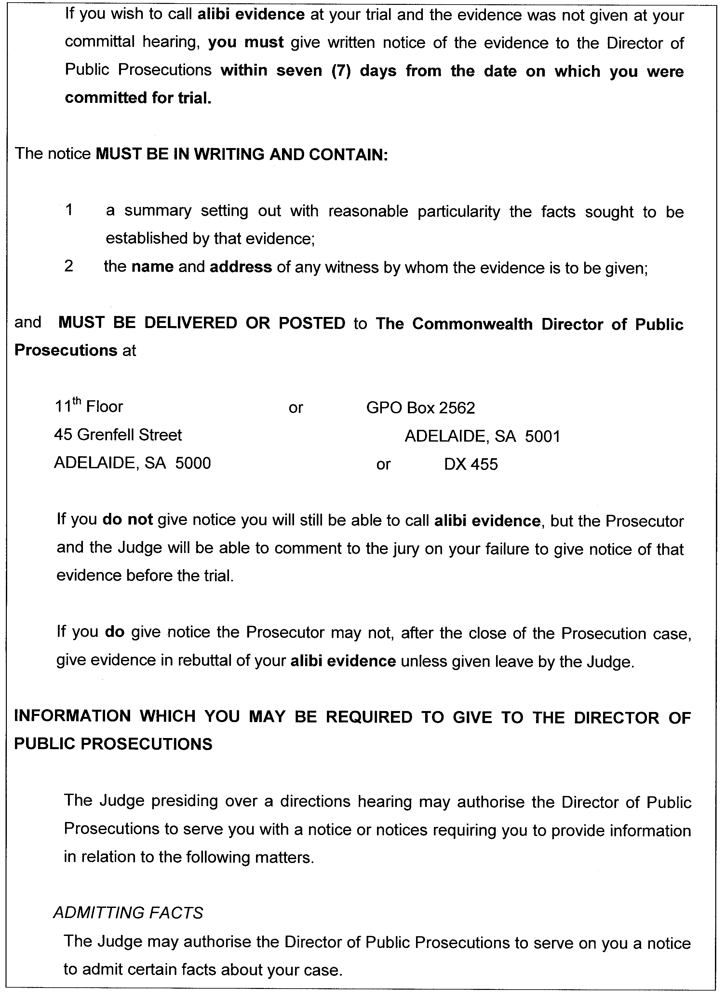 If you wish to call alibi evidence at your trial and the evidence was not given at your
committal hearing, you must give written notice of the evidence to the Director of
Public Prosecutions within seven (7) days from the date on which you were
committed for trial.
The notice MUST BE IN WRITING AND CONTAIN:
1 a summary setting out with reasonable particularity the facts sought to be
established by that evidence;
2 the name and address of any witness by whom the evidence is to be given;
and MUST BE DELIVERED OR POSTED to The Commonwealth Director of Public
Prosecutions at
11th Floor or GPO Box 2562
45 Grenfell Street ADELAIDE, SA 5001
ADELAIDE, SA 5000 or DX 455
If you do not give notice you will still be able to call alibi evidence, but the Prosecutor
and the Judge will be able to comment to the jury on your failure to give notice of that
evidence before the trial.
If you do give notice the Prosecutor may not, after the close of the Prosecution case,
give evidence in rebuttal of your alibi evidence unless given leave by the Judge.
INFORMATION WHICH YOU MAY BE REQUIRED TO GIVE TO THE DIRECTOR OF
PUBLIC PROSECUTIONS
The Judge presiding over a directions hearing may authorise the Director of Public
Prosecutions to serve you with a notice or notices requiring you to provide information
in relation to the following matters.
ADMITTING FACTS
The Judge may authorise the Director of Public Prosecutions to serve on you a notice
to admit certain facts about your case.